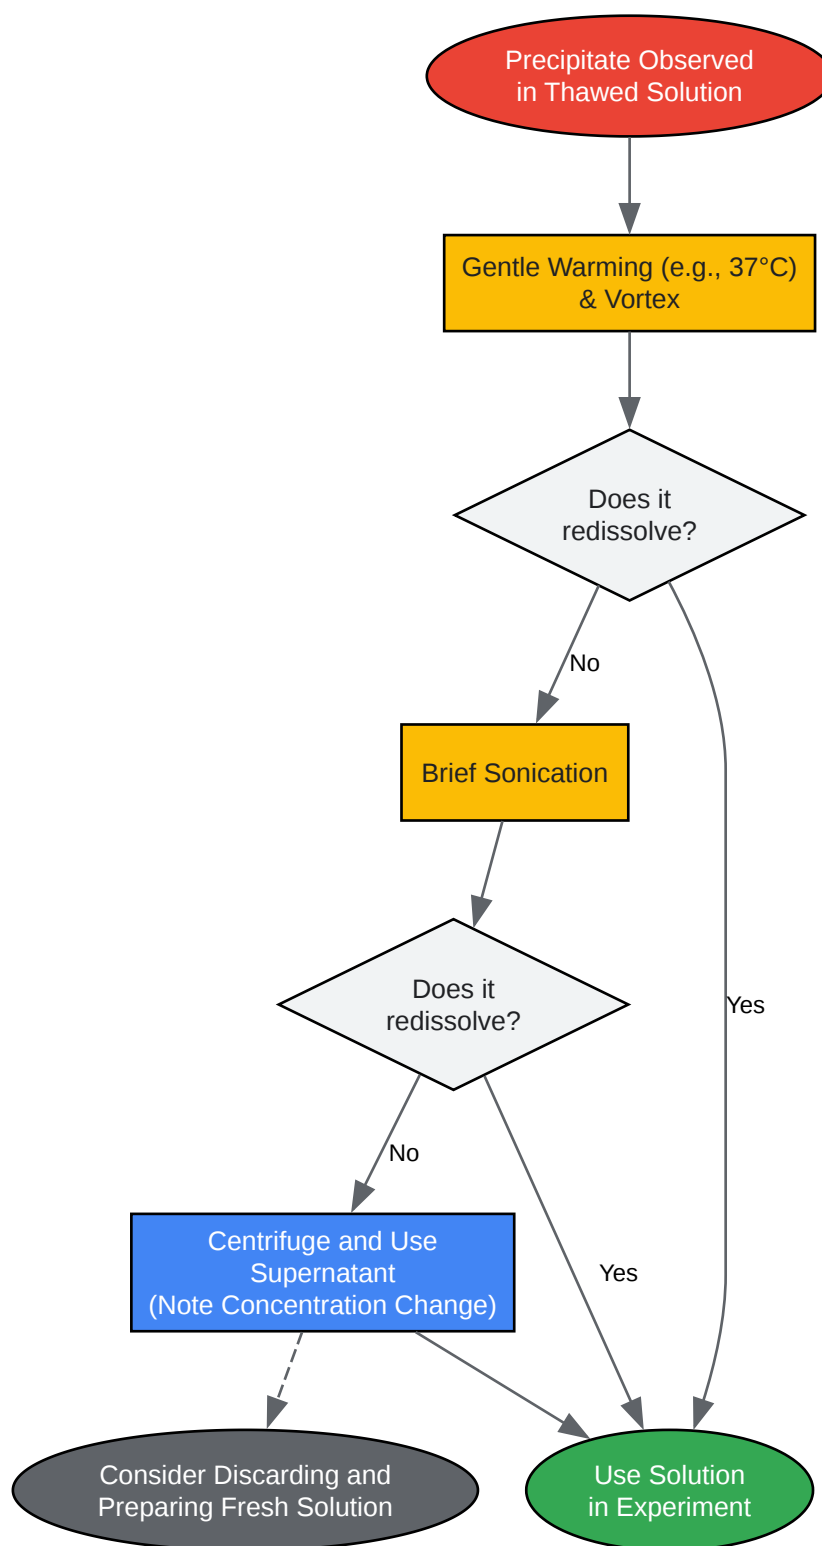 Precipitate Observed
in Thawed Solution
Gentle Warming (e.g., 37°C)
& Vortex
Does it
redissolve?
No
Brief Sonication
Does it
redissolve?
Yes
No
Centrifuge and Use
Supernatant
(Note Concentration Change)
Yes
Consider Discarding and
Preparing Fresh Solution
Use Solution
in Experiment